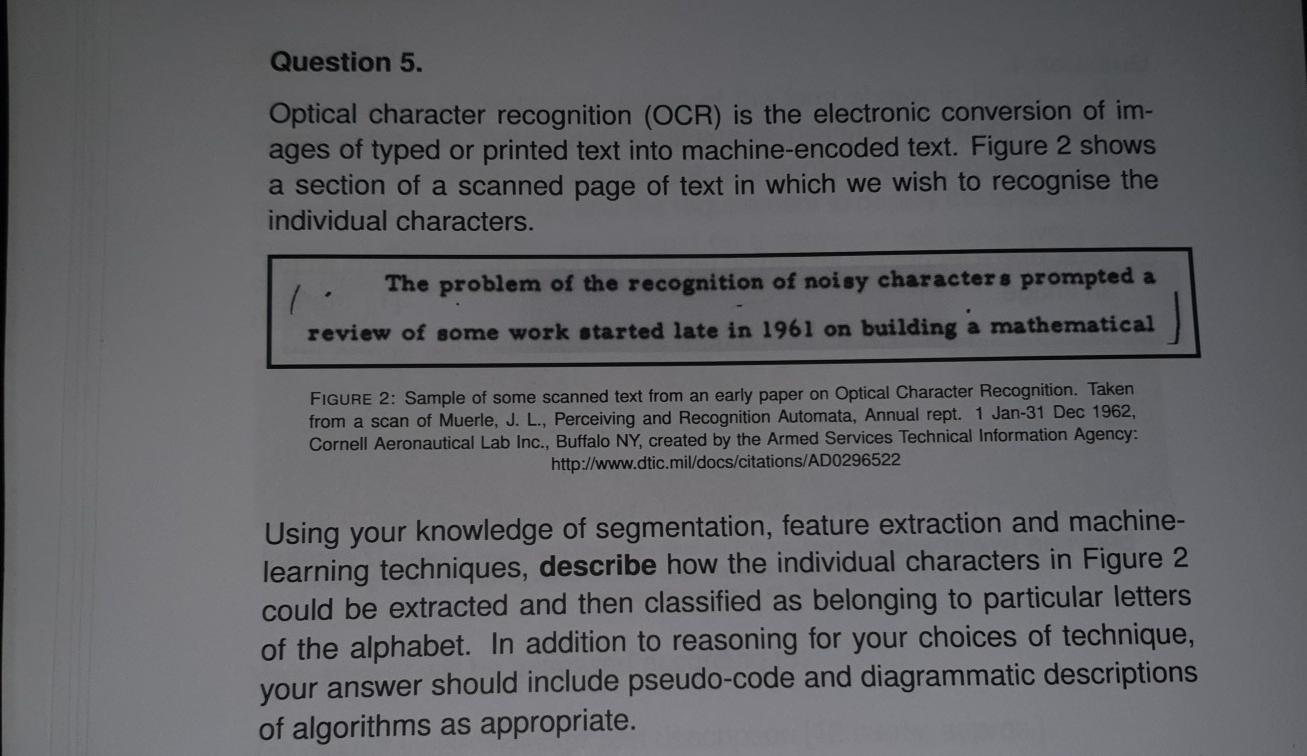 Question 5.
Optical character recognition (OCR) is the electronic conversion of im-
ages of typed or printed text into machine-encoded text. Figure 2 shows
a section of a scanned page of text in which we wish to recognise the
individual characters.
The problem of the recognition of noisy characters prompted a
review of some work started late in 1961 on building a mathematical
FIGURE 2: Sample of some scanned text from an early paper on Optical Character Recognition. Taken
from a scan of Muerle, J. L., Perceiving and Recognition Automata, Annual rept. 1 Jan-31 Dec 1962,
Cornell Aeronautical Lab Inc., Buffalo NY, created by the Armed Services Technical Information Agency:
http://www.dtic.mil/docs/citations/AD0296522
Using your knowledge of segmentation, feature extraction and machine-
learning techniques, describe how the individual characters in Figure 2
could be extracted and then classified as belonging to particular letters
of the alphabet. In addition to reasoning for your choices of technique,
your answer should include pseudo-code and diagrammatic descriptions
of algorithms as appropriate.